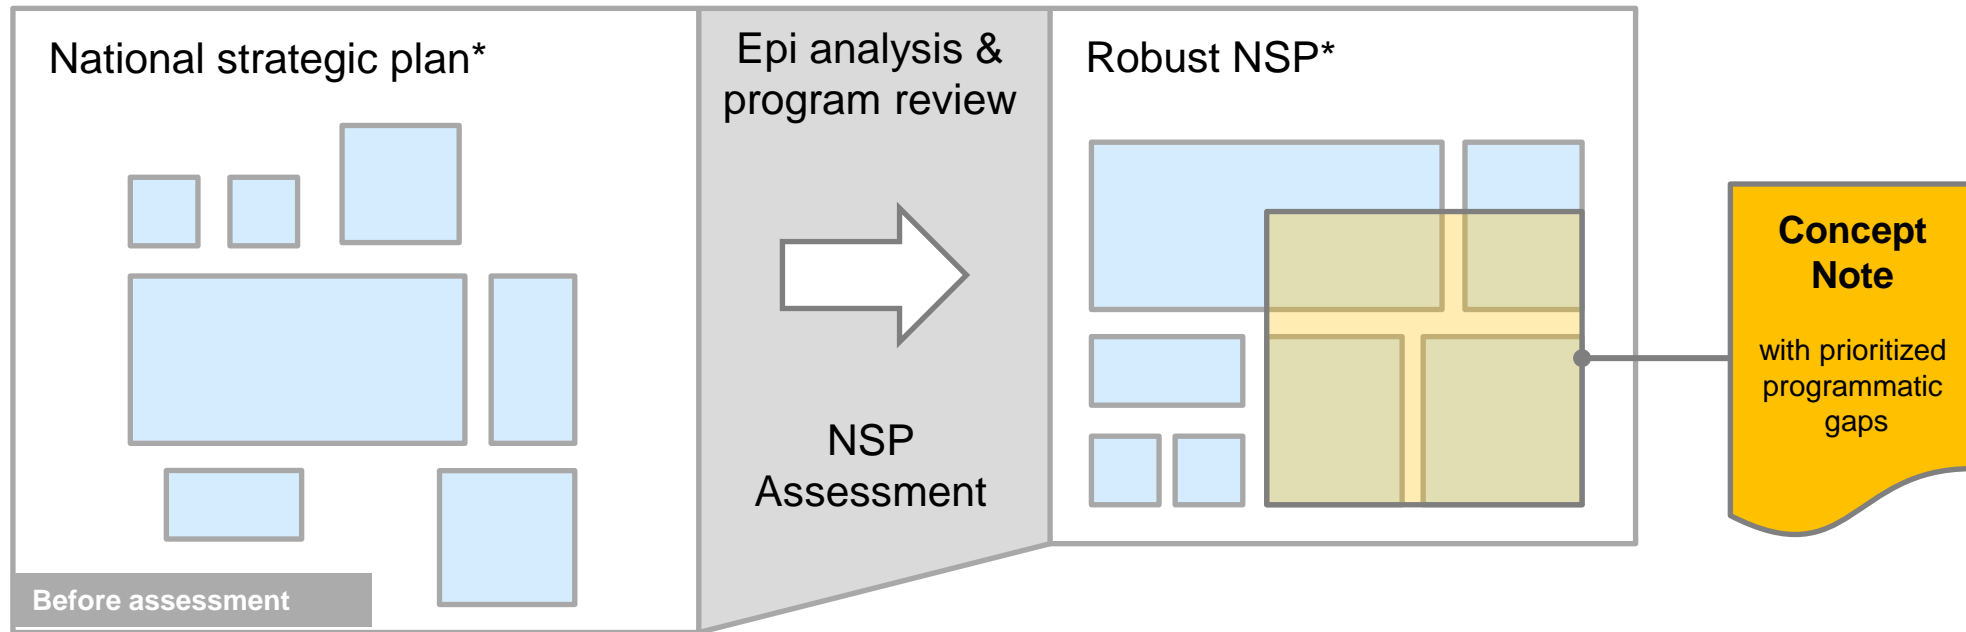 National strategic plan*
Before assessment
Epi analysis &
program review
NSP
Assessment
Robust NSP*
Concept
Note
with prioritized
programmatic
gaps